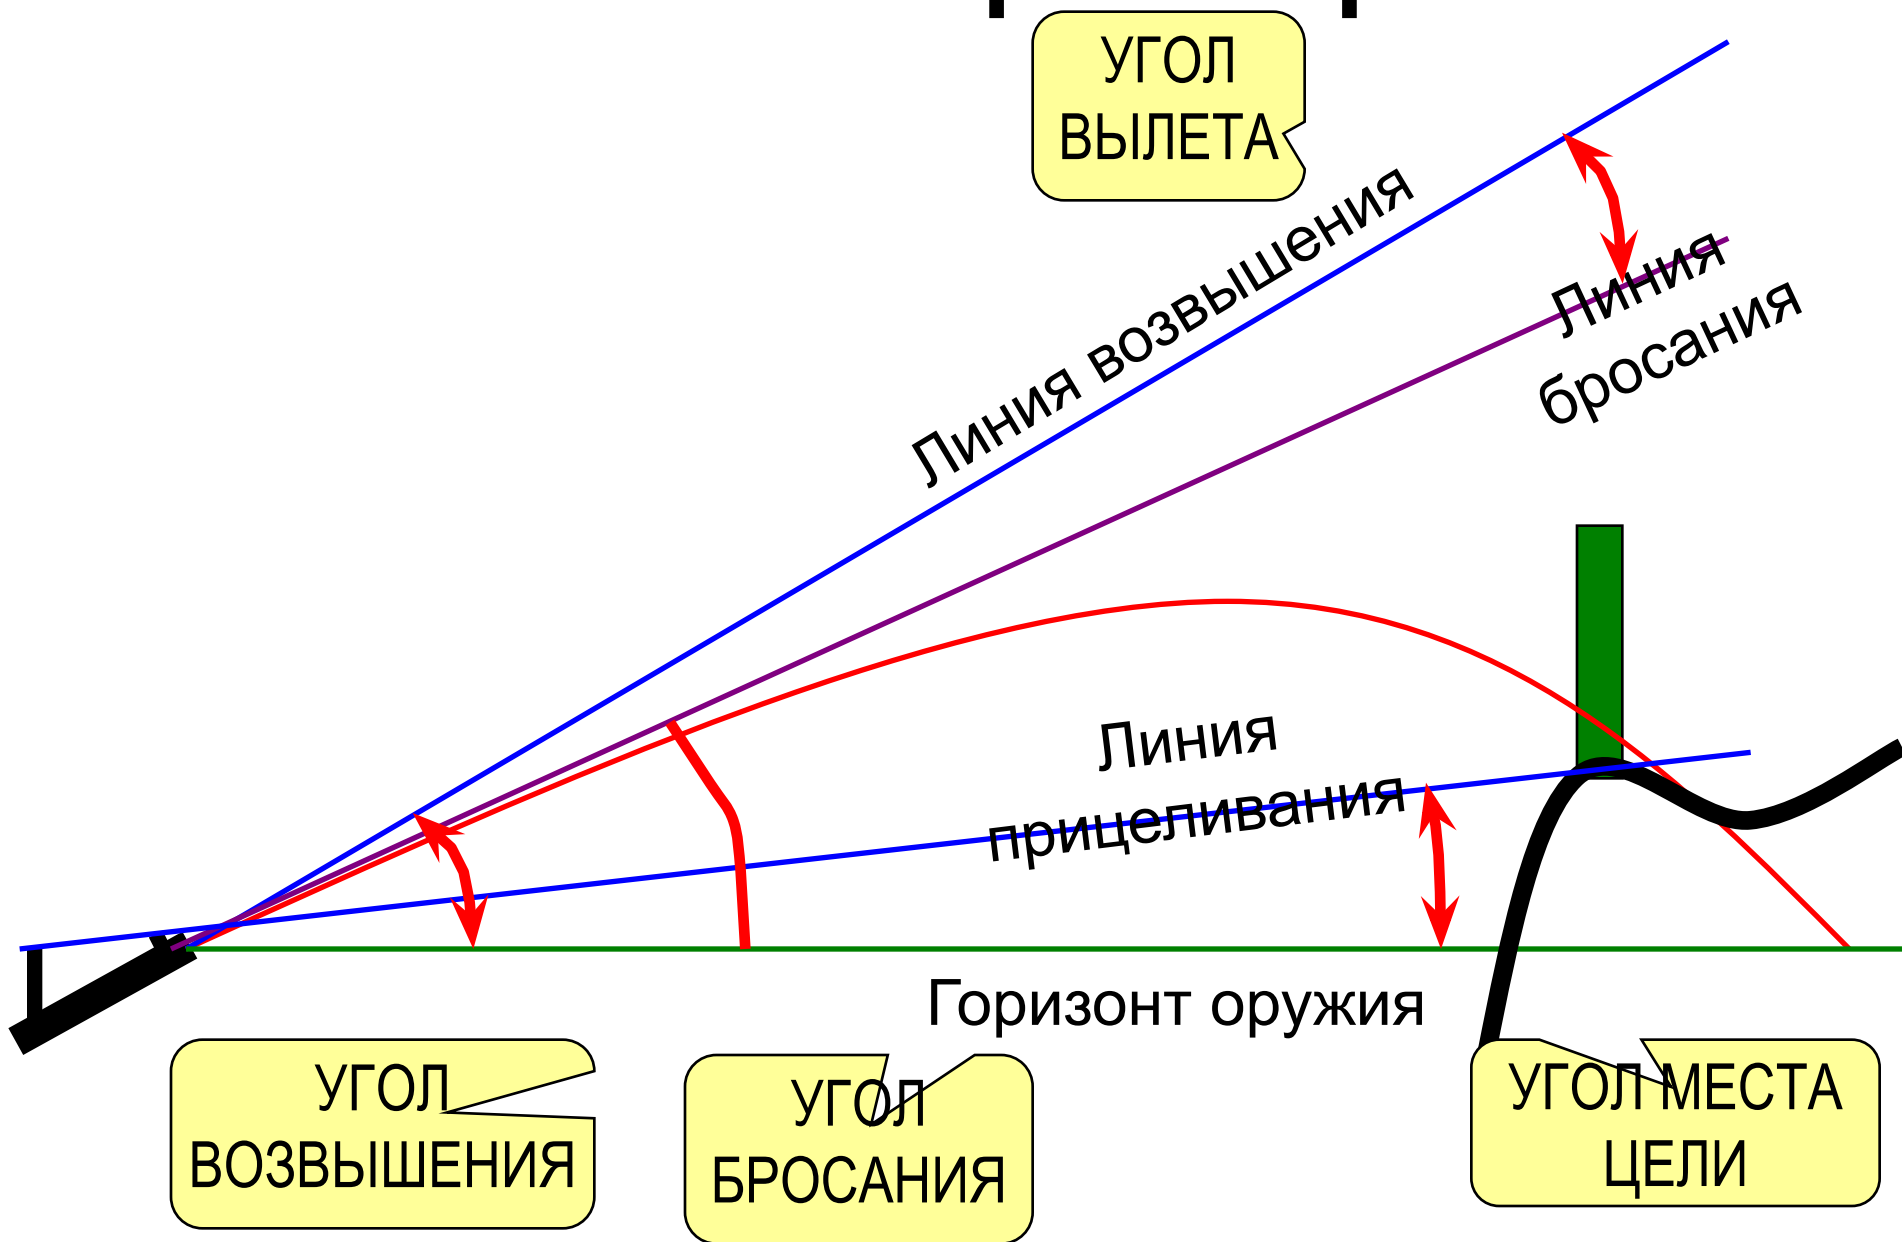 УГОЛ
ВЫЛЕТА
Линия возвышения
Линия
бросания
Линия
прицеливания
Горизонт оружия
УГОЛ
ВОЗВЫШЕНИЯ
УГОЛ
БРОСАНИЯ
УГОЛ МЕСТА
ЦЕЛИ